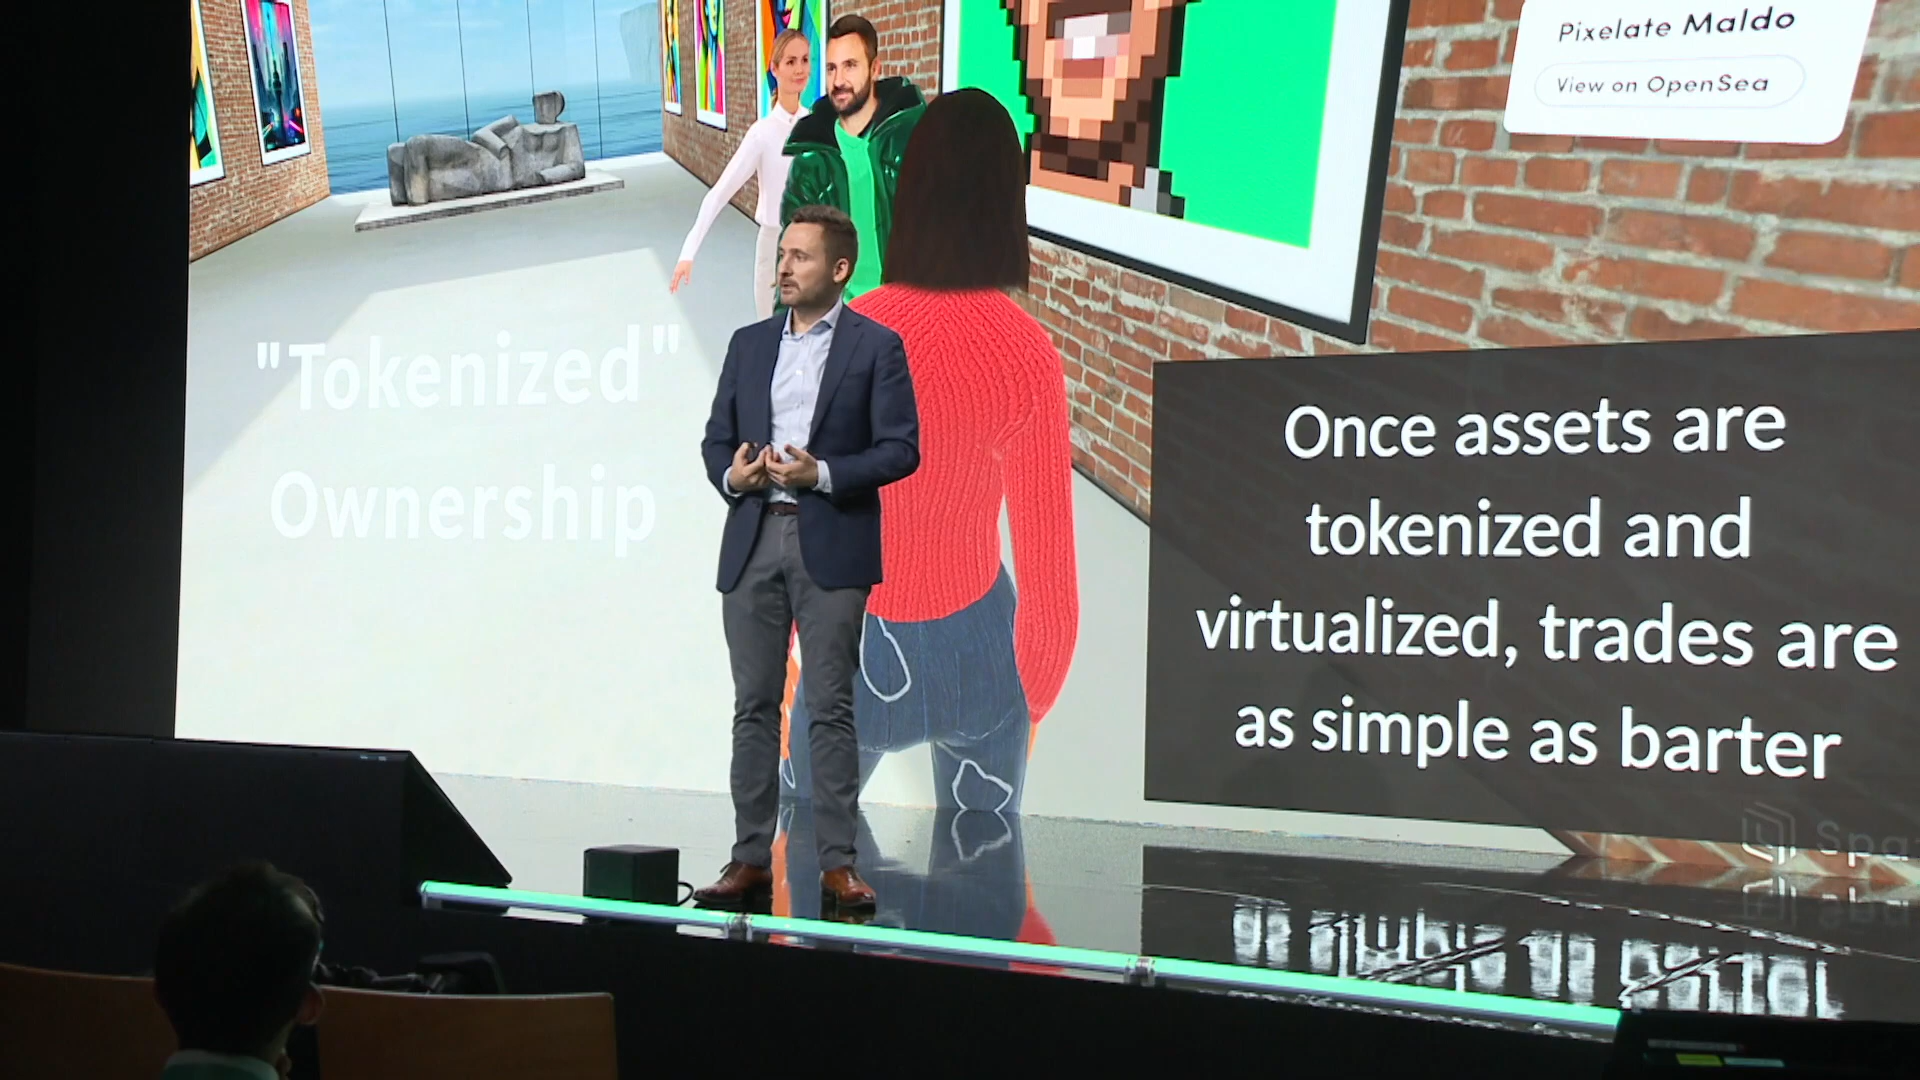 Pixelate Maldo
View on OpenSea
"Tokenized"
Ownership
Once assets are
tokenized and
virtualized, trades are
as simple as barter